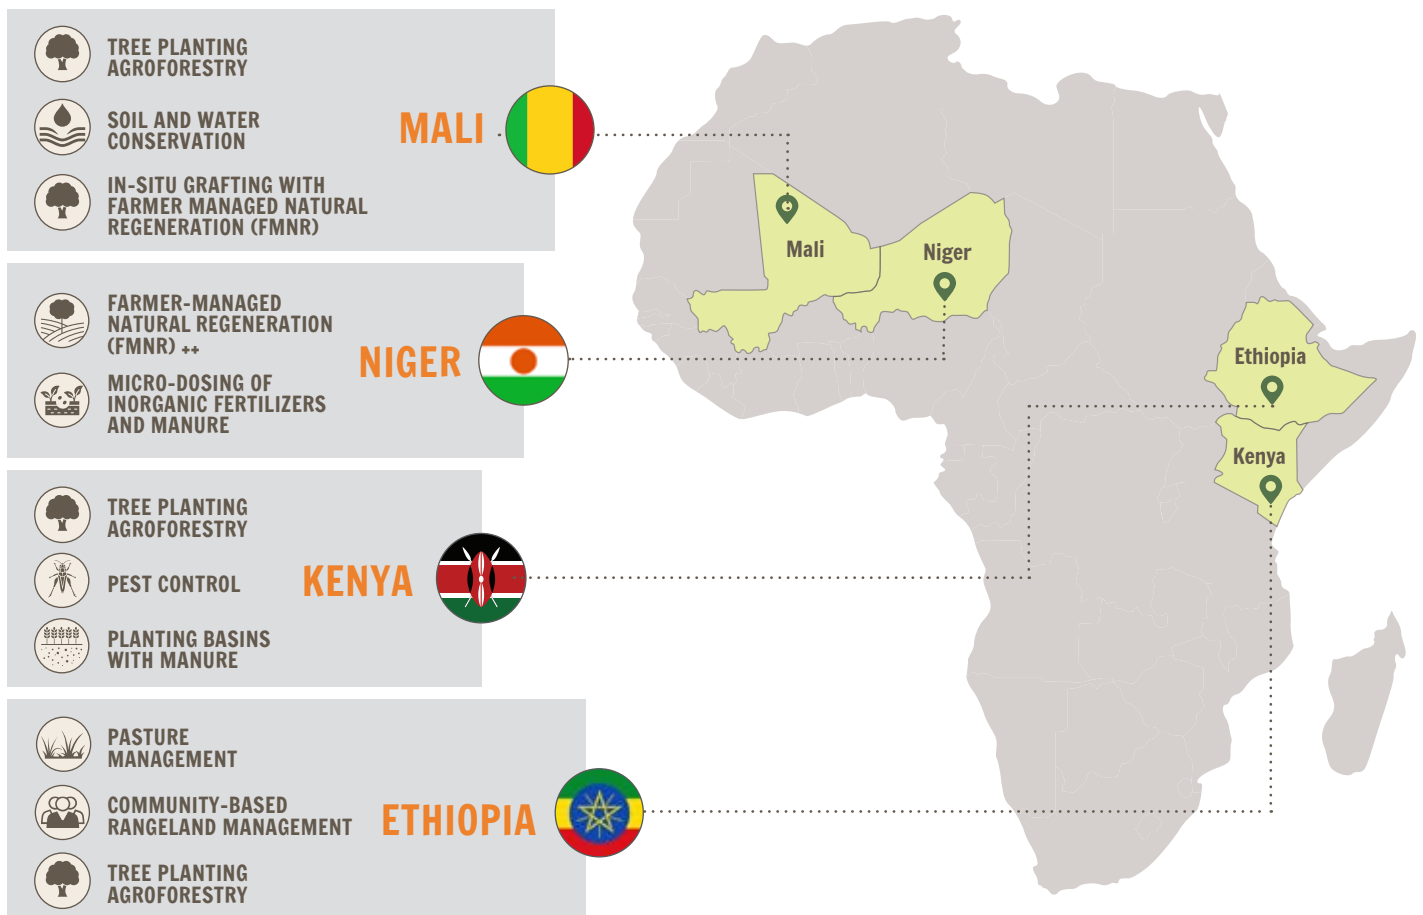 TREE PLANTING
AGROFORESTRY
SOIL AND WATER
CONSERVATION
IN-SITU GRAFTING WITH
FARMER MANAGED NATURAL
REGENERATION (FMNR)
MALI
FARMER-MANAGED
NATURAL REGENERATION
(FMNR) ++
MICRO-DOSING OF
INORGANIC FERTILIZERS
AND MANURE
NIGER
TREE PLANTING
AGROFORESTRY
PEST CONTROL
PLANTING BASINS
WITH MANURE
KENYA
PASTURE
MANAGEMENT
COMMUNITY-BASED
RANGELAND MANAGEMENT
TREE PLANTING
AGROFORESTRY
ETHIOPIA
Mali
Niger
Ethiopia
Kenya